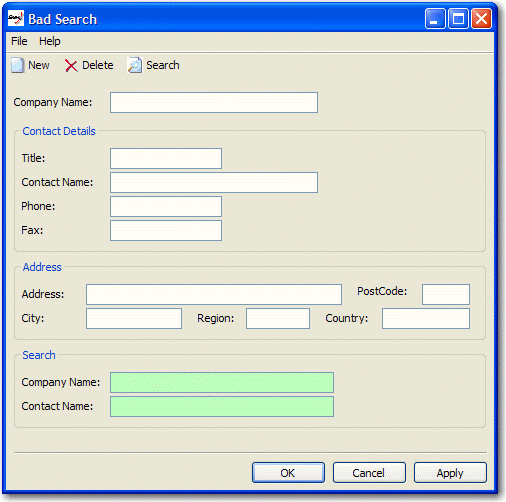 Bad Search
File Help
New Delete Search
Company Name:
Contact Details
Title:
Contact Name:
Phone:
Fax:
Address
Address: PostCode:
City: Region: Country:
Search
Company Name:
Contact Name:
OK Cancel Apply